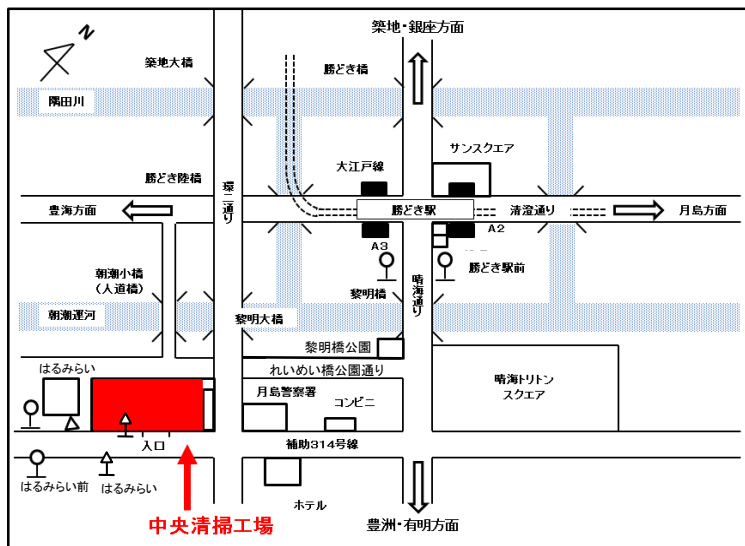 N
築地・銀座方面
築地大橋
勝どき橋
隅田川
大江戸線
サンスクエア
勝どき陸橋
環二通り
豊海方面
勝どき駅
清澄通り
月島方面
A3
A2
朝潮小橋
(人道橋)
晴海通り
勝どき駅前
黎明橋
朝潮運河
黎明大橋
黎明橋公園
はるみらい
れいめい橋公園通り
晴海トリトン
スクエア
月島警察署
コンビニ
入口
補助314号線
はるみらい前
はるみらい
ホテル
中央清掃工場
豊洲・有明方面